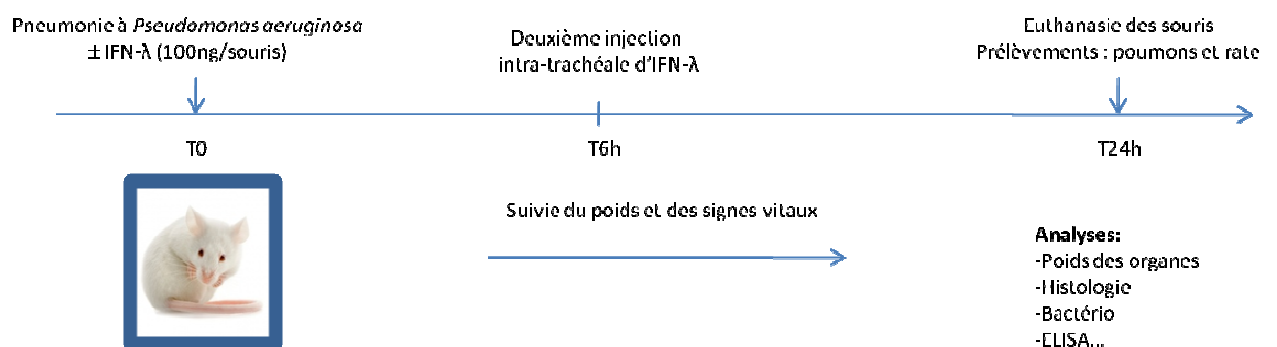 Pneumonie à Pseudomonas aeruginosa
± IFN-λ (100ng/souris)
Deuxième injection
intra-trachéale d'IFN-λ
Euthanasie des souris
Prélèvements : poumons et rate
T0
T6h
T24h
Suivie du poids et des signes vitaux
Analyses:
-Poids des organes
-Histologie
-Bactério
-ELISA...